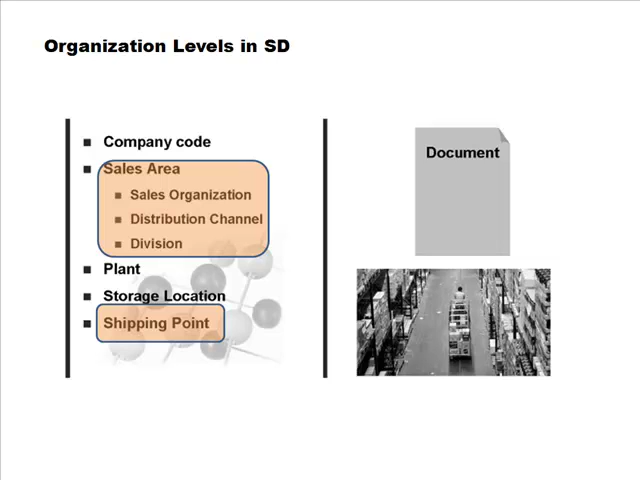 Organization Levels in SD
Company code
Sales Area
Sales Organization
Distribution Channel
Division
Plant
Storage Location
Shipping Point
Document